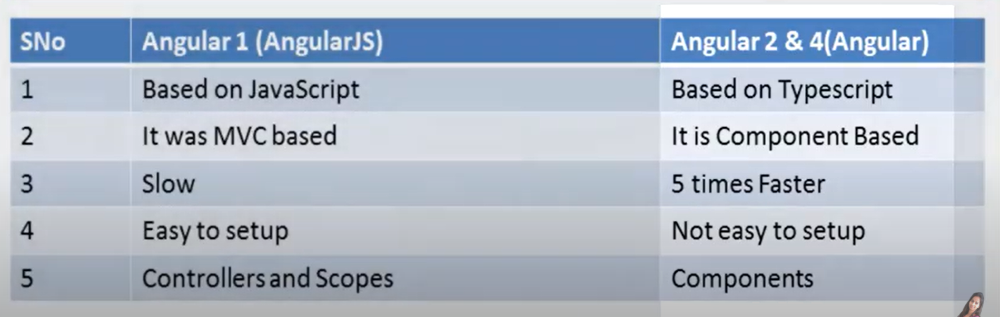 SNo Angular 1 (AngularJS) Angular 2 & 4(Angular)
1 Based on JavaScript Based on Typescript
2 It was MVC based It is Component Based
3 Slow 5 times Faster
4 Easy to setup Not easy to setup
5 Controllers and Scopes Components